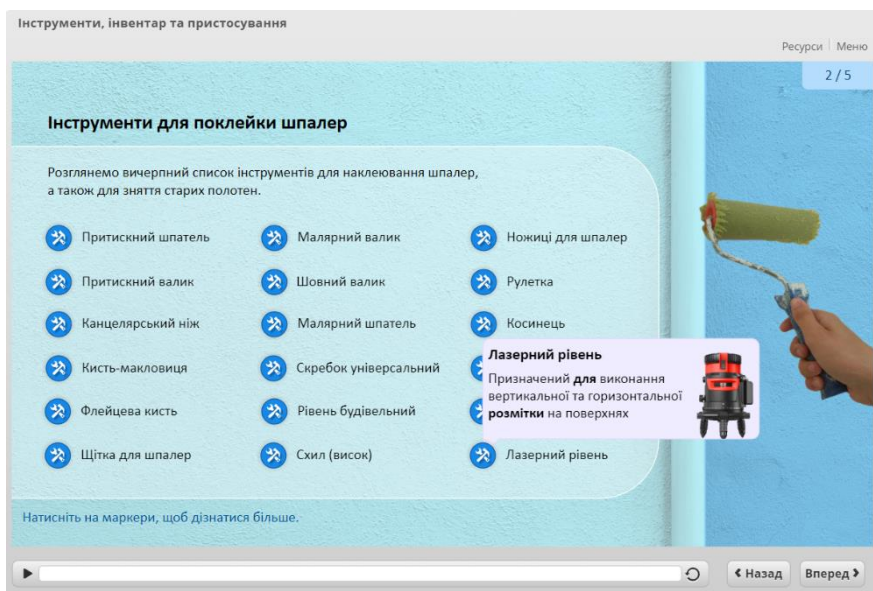 Інструменти, інвентар та пристосування
Ресурси Меню
2 / 5
Інструменти для поклейки шпалер
Розглянемо вичерпний список інструментів для наклеювання шпалер,
а також для зняття старих полотен.
Притискний шпатель Малярний валик Ножиці для шпалер
Притискний валик Шовний валик Рулетка
Канцелярський ніж Малярний шпатель Косинець
Кисть-макловиця Скребок універсальний
Флейцева кисть Рівень будівельний
Щітка для шпалер Схил (висок) Лазерний рівень
Лазерний рівень
Призначений для виконання
вертикальної та горизонтальної
розмітки на поверхнях
Натисніть на маркери, щоб дізнатися більше.
Назад Вперед